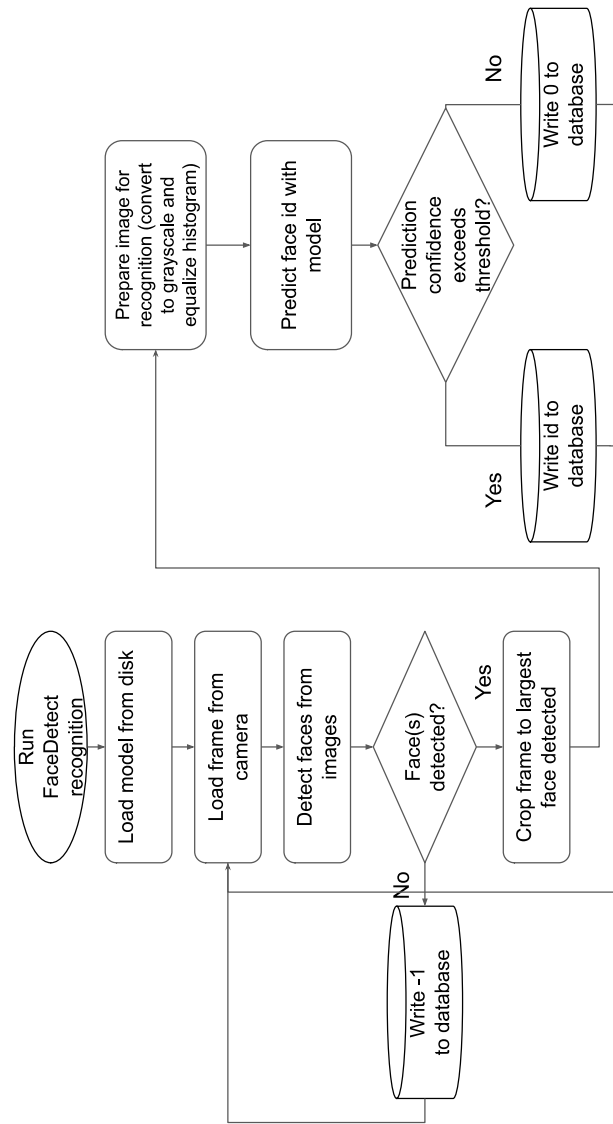 Run
FaceDetect
recognition
Load model from disk
Load frame from
camera
Detect faces from
images
Face(s)
detected?
No
Write -1
to database
Yes
Crop frame to largest
face detected
Prepare image for
recognition (convert
to grayscale and
equalize histogram)
Predict face id with
model
Prediction
confidence
exceeds
threshold?
Yes
Write id to
database
No
Write 0 to
database